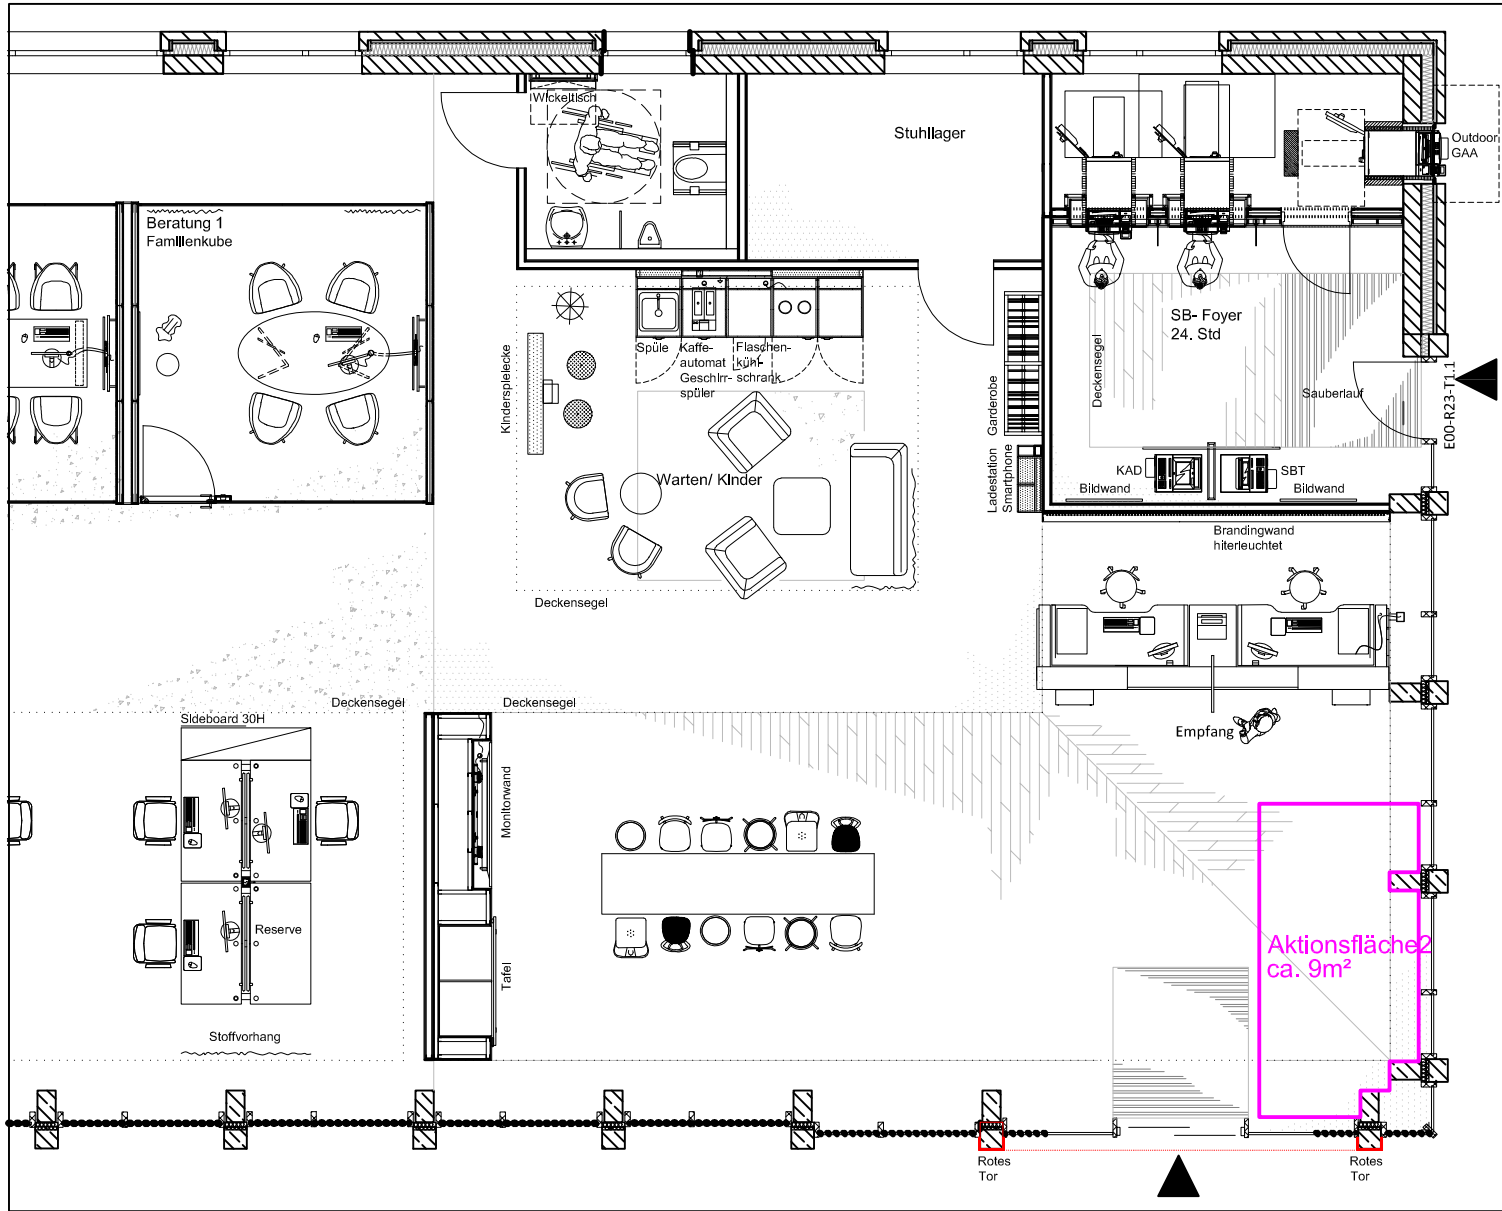 Wickeltisch
Stuhllager
Outdoor
GAA
Beratung 1
Familienkube
SB- Foyer
24. Std
Deckensegel
Sauberlauf
E00-R23-T1.1
Spüle
Kaffe-
automat
Geschirr-
spüler
Flaschen-
kühl-
schrank
Kinderspielecke
Garderobe
Ladestation
Smartphone
Warten/ Kinder
KAD
SBT
Bildwand
Bildwand
Brandingwand
hiterleuchtet
Deckensegel
Deckensegel
Deckensegel
Sideboard 30H
Empfang
Monitorwand
Reserve
Tafel
Aktionsfläche2
ca. 9m²
Stoffvorhang
Rotes
Tor
Rotes
Tor